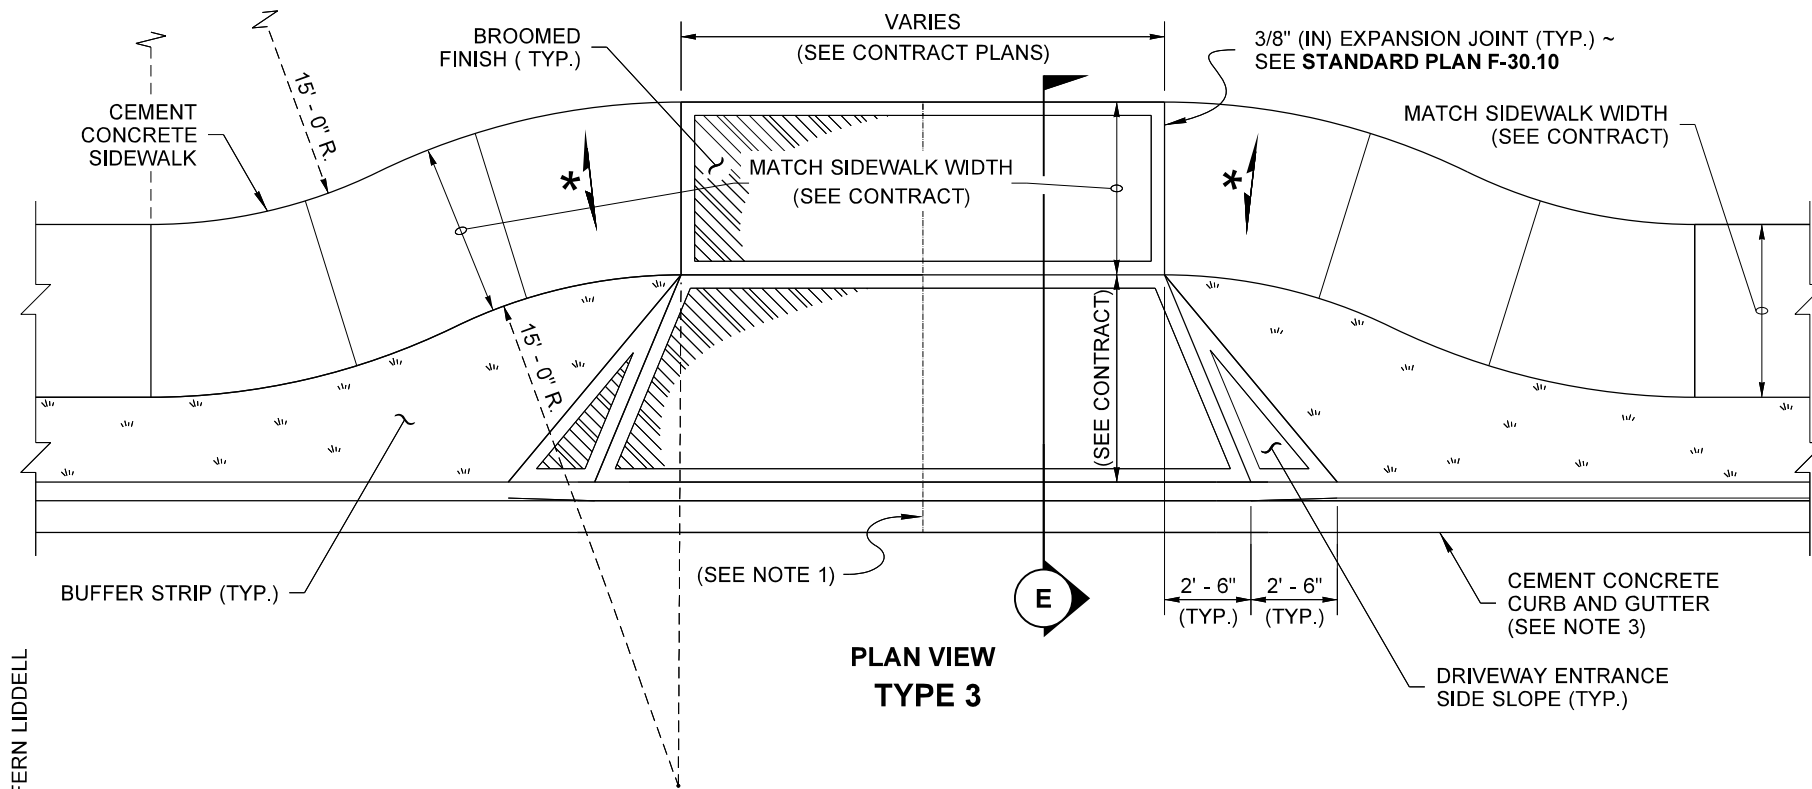 VARIES
(SEE CONTRACT PLANS)
BROOMED
FINISH ( TYP.)
3/8" (IN) EXPANSION JOINT (TYP.) ~
SEE STANDARD PLAN F-30.10
15' - 0" R.
CEMENT
CONCRETE
SIDEWALK
MATCH SIDEWALK WIDTH
(SEE CONTRACT)
*
MATCH SIDEWALK WIDTH
(SEE CONTRACT)
*
15' - 0" R.
(SEE CONTRACT)
BUFFER STRIP (TYP.)
(SEE NOTE 1)
E
2' - 6"
(TYP.)
2' - 6"
(TYP.)
CEMENT CONCRETE
CURB AND GUTTER
(SEE NOTE 3)
DRIVEWAY ENTRANCE
SIDE SLOPE (TYP.)
PLAN VIEW
TYPE 3
FERN LIDDELL